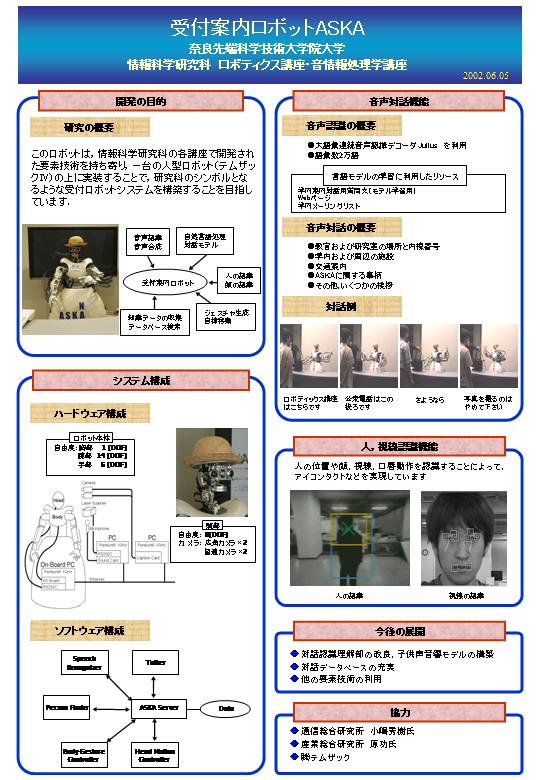 受付案内ロボットASKA
奈良先端科学技術大学院大学
情報科学研究科 ロボティクス講座・音情報処理学講座
2002.06.05
開発の目的
研究の概要
このロボットは，情報科学研究科の各講座で開発され
た要素技術を持ち寄り，一台の人型ロボット（テムザッ
クIV）の上に実装することで，研究科のシンボルとな
るような受付ロボットシステムを構築することを目指し
ています．
音声認識
音声合成
自然言語処理
対話モデル
受付案内ロボット
人の認識
顔の認識
知識データの収集
データベース検索
ジェスチャ生成
自律移動
ASKA
システム構成
ハードウェア構成
ロボット本体
自由度：胸部 1 [DOF]
腕部 14 [DOF]
手部 6 [DOF]
Camera
Head
Body
Microphone
PC
Pentium® 1GHz
RS232C
Sound Card
PC
Pentium® 1GHz
Capture Card
On-Board PC
Pentium® 1GHz
I/O Board
RS232C
Ethernet
頭部
カメラ：広角カメラ×2
普通カメラ×2
ソフトウェア構成
Speech
Recognizer
Talker
Person Finder
ASKA Server
Data
Body Gesture
Controller
Head Motion
Controller
音声対話機能
音声認識の概要
●大語彙連続音声認識デコーダ Julius を利用
●語彙数2万語
言語モデルの学習に利用したリソース
学内案内対話用質問文(モデル学習用)
Webページ
学内メーリングリスト
音声対話の概要
●教官および研究室の場所と内線番号
●学内および周辺の施設
●交通案内
●ASKAに関する事柄
●その他，いくつかの挨拶
対話例
ロボティックス講座
はこちらです
公衆電話はこの
後ろです
さようなら
写真を撮るのは
やめて下さい
人，視線認識機能
人の位置や顔，視線，口唇動作を認識することによって，
アイコンタクトなどを実現しています
人の認識
視線の認識
今後の展開
◆ 対話認識理解部の改良，子供声音響モデルの構築
◆ 対話データベースの充実
◆ 他の要素技術の利用
協力
◆ 通信総合研究所 小嶋秀樹氏
◆ 産業総合研究所 原功氏
◆ ㈱テムザック